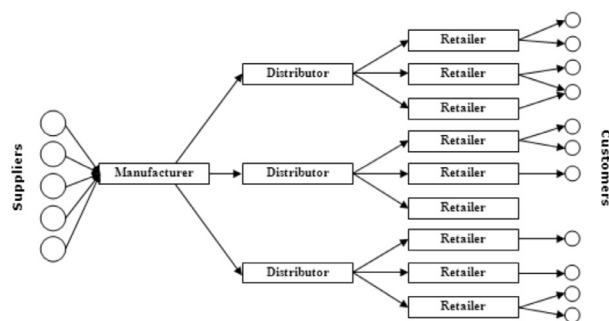 Suppliers
Manufacturer
Distributor
Distributor
Distributor
Retailer
Retailer
Retailer
Retailer
Retailer
Retailer
Retailer
Retailer
Retailer
Customers